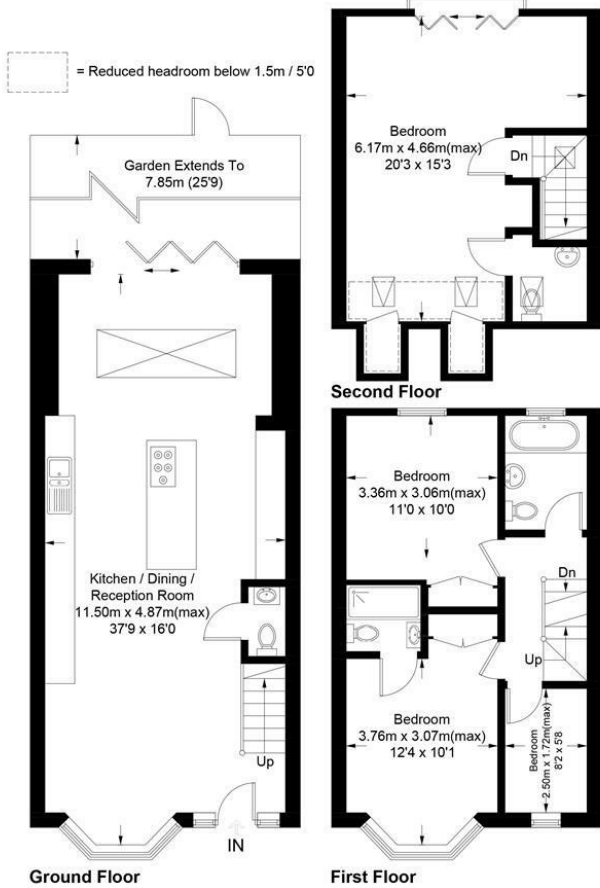 = Reduced headroom below 1.5m / 5'0
Garden Extends To
7.85m (25'9)
Kitchen / Dining /
Reception Room
11.50m x 4.87m(max)
37'9 x 16'0
Up
IN
Ground Floor
Bedroom
6.17m x 4.66m(max)
20'3 x 15'3
Dn
Second Floor
Bedroom
3.36m x 3.06m(max)
11'0 x 10'0
Dn
Up
Bedroom
3.76m x 3.07m(max)
12'4 x 10'1
Bedroom
2.50m x 1.72m(max)
8'2 x 5'8
First Floor